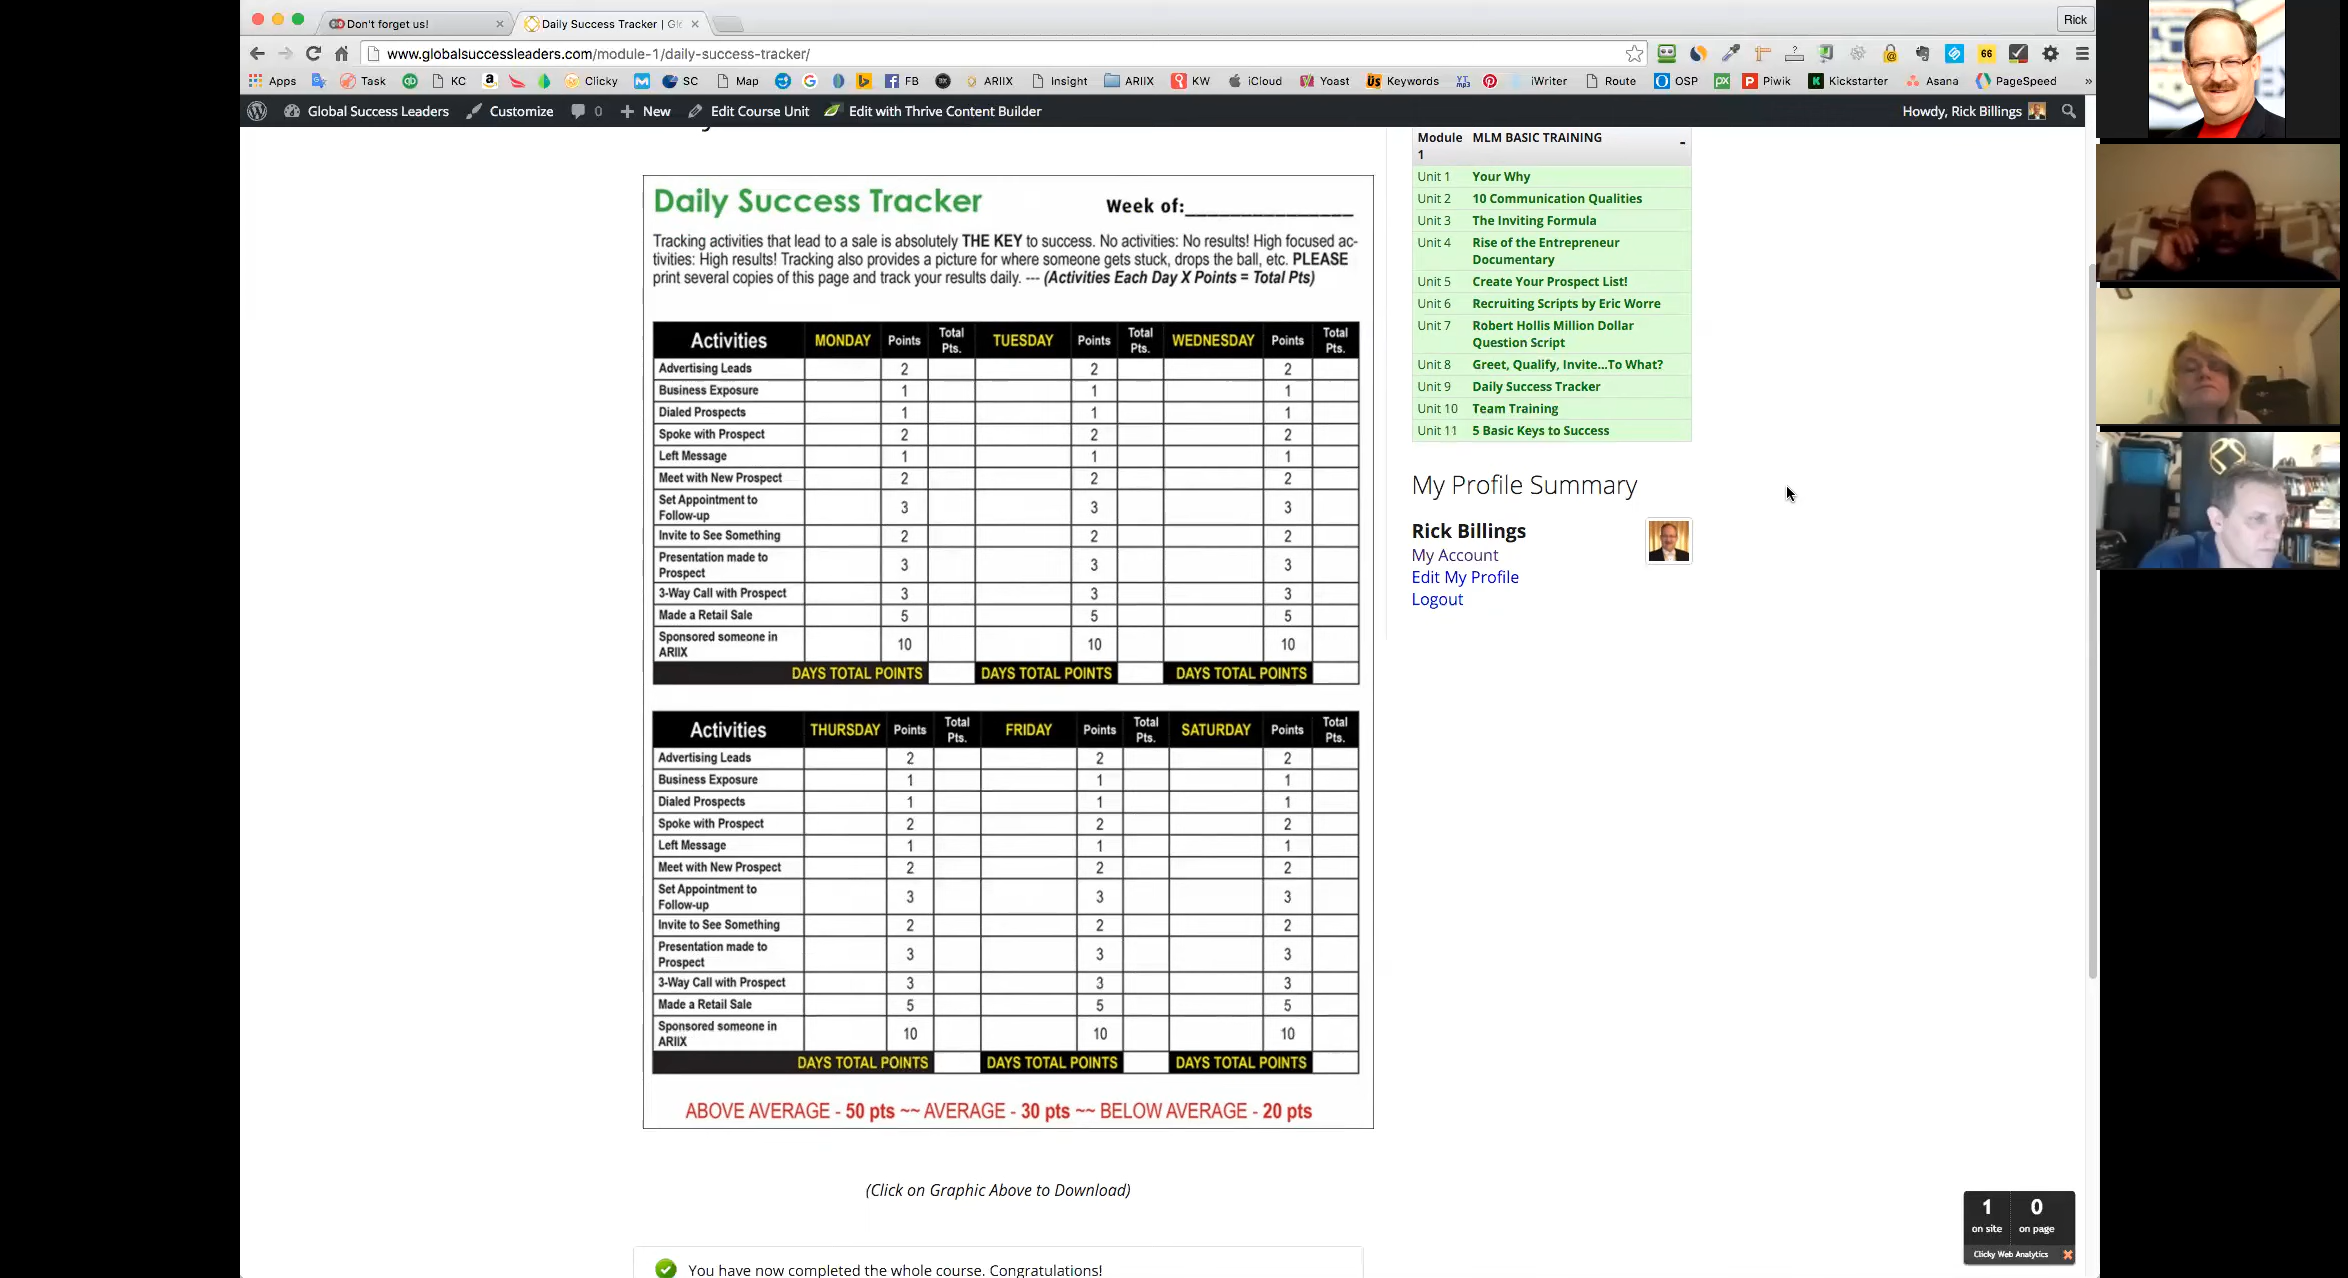 Don't forget us!
Daily Success Tracker | Gl
Rick
www.globalsuccessleaders.com/module-1/daily-success-tracker/
Apps Task KC Clicky SC Map FB ARIIX Insight ARIIX KW iCloud Yoast Keywords iWriter Route OSP Piwik Kickstarter Asana PageSpeed »
Global Success Leaders Customize 0 New Edit Course Unit Edit with Thrive Content Builder Howdy, Rick Billings
Daily Success Tracker Week of:_______________
Tracking activities that lead to a sale is absolutely THE KEY to success. No activities: No results! High focused ac-
tivities: High results! Tracking also provides a picture for where someone gets stuck, drops the ball, etc. PLEASE
print several copies of this page and track your results daily. --- (Activities Each Day X Points = Total Pts)
Activities MONDAY Points Total Pts. TUESDAY Points Total Pts. WEDNESDAY Points Total Pts.
Advertising Leads 2 2 2
Business Exposure 1 1 1
Dialed Prospects 1 1 1
Spoke with Prospect 2 2 2
Left Message 1 1 1
Meet with New Prospect 2 2 2
Set Appointment to
Follow-up 3 3 3
Invite to See Something 2 2 2
Presentation made to
Prospect 3 3 3
3-Way Call with Prospect 3 3 3
Made a Retail Sale 5 5 5
Sponsored someone in
ARIIX 10 10 10
DAYS TOTAL POINTS DAYS TOTAL POINTS DAYS TOTAL POINTS
Activities THURSDAY Points Total Pts. FRIDAY Points Total Pts. SATURDAY Points Total Pts.
Advertising Leads 2 2 2
Business Exposure 1 1 1
Dialed Prospects 1 1 1
Spoke with Prospect 2 2 2
Left Message 1 1 1
Meet with New Prospect 2 2 2
Set Appointment to
Follow-up 3 3 3
Invite to See Something 2 2 2
Presentation made to
Prospect 3 3 3
3-Way Call with Prospect 3 3 3
Made a Retail Sale 5 5 5
Sponsored someone in
ARIIX 10 10 10
DAYS TOTAL POINTS DAYS TOTAL POINTS DAYS TOTAL POINTS
ABOVE AVERAGE - 50 pts ~~ AVERAGE - 30 pts ~~ BELOW AVERAGE - 20 pts
(Click on Graphic Above to Download)
You have now completed the whole course. Congratulations!
Module MLM BASIC TRAINING -
1
Unit 1 Your Why
Unit 2 10 Communication Qualities
Unit 3 The Inviting Formula
Unit 4 Rise of the Entrepreneur
Documentary
Unit 5 Create Your Prospect List!
Unit 6 Recruiting Scripts by Eric Worre
Unit 7 Robert Hollis Million Dollar
Question Script
Unit 8 Greet, Qualify, Invite...To What?
Unit 9 Daily Success Tracker
Unit 10 Team Training
Unit 11 5 Basic Keys to Success
My Profile Summary
Rick Billings
My Account
Edit My Profile
Logout
1 0
on site on page
Clicky Web Analytics